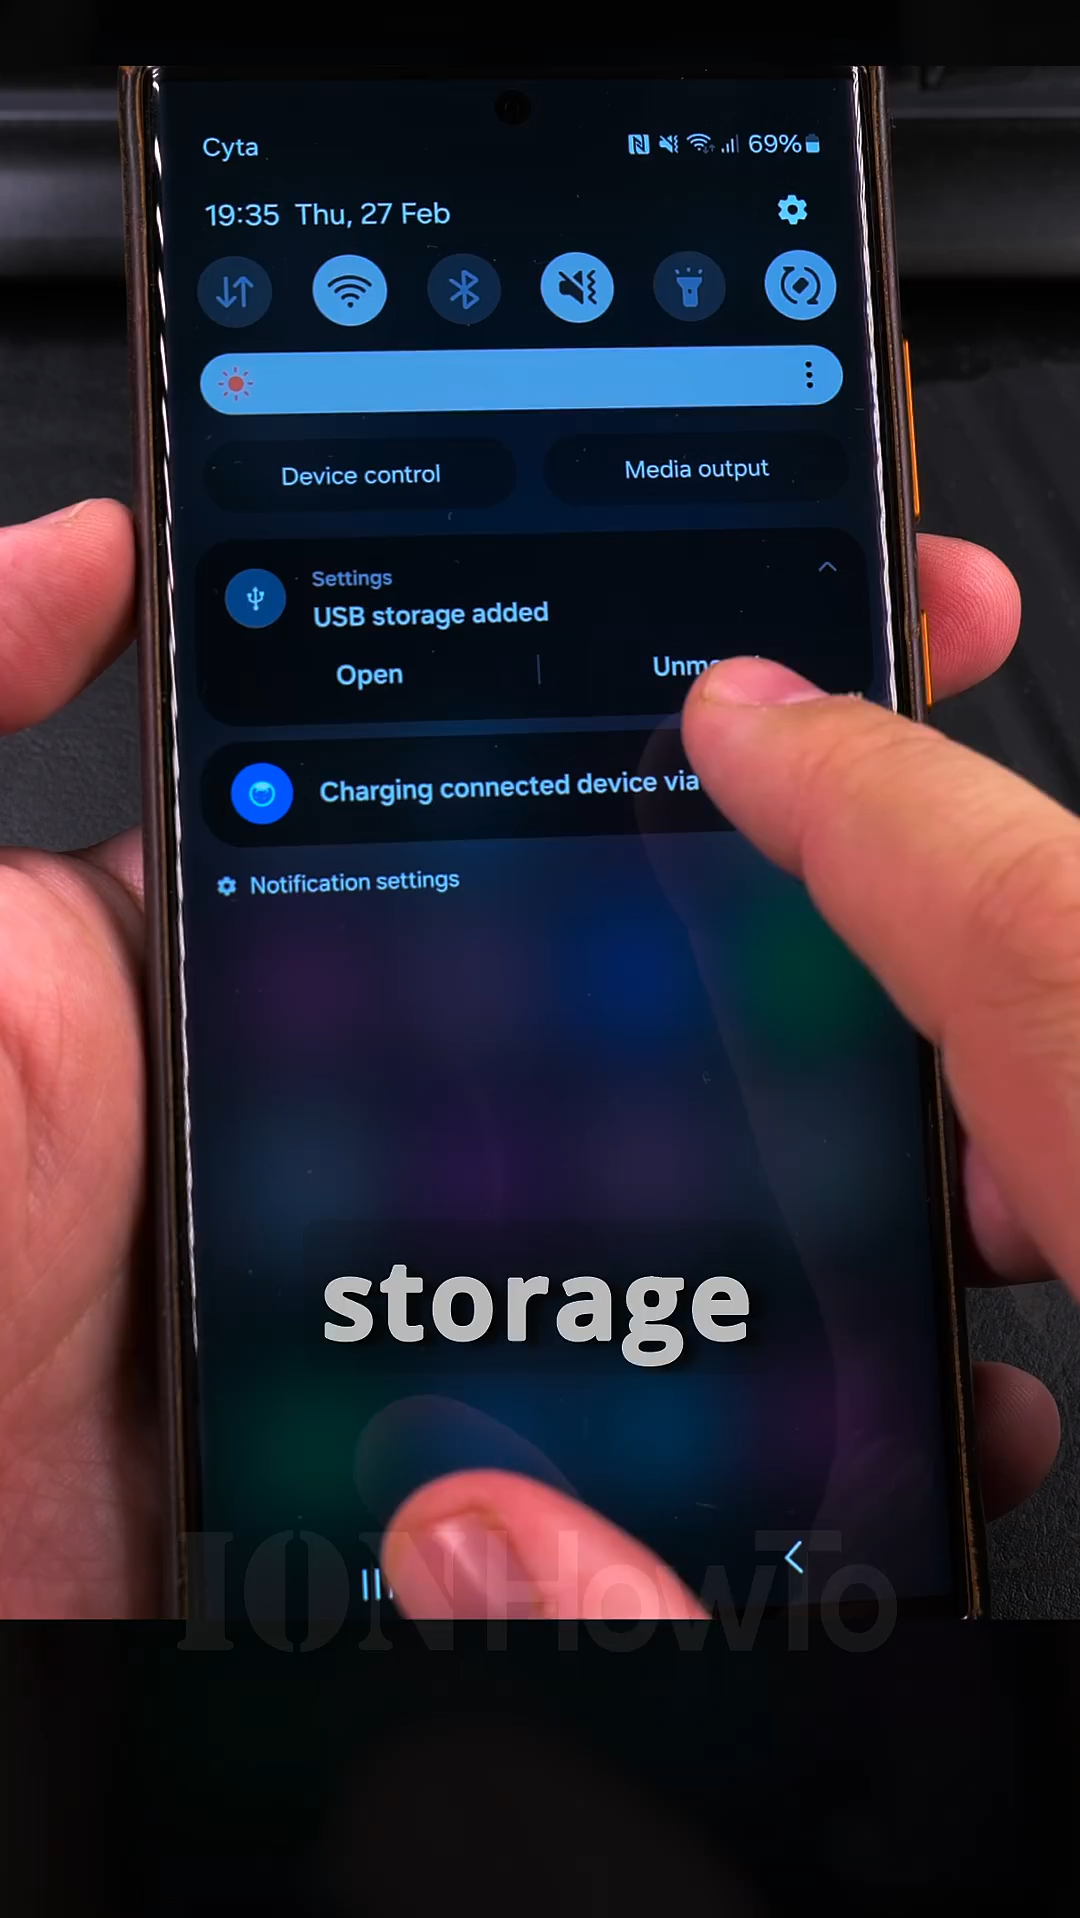 Cyta 69%
19:35 Thu, 27 Feb
Device control Media output
Settings
USB storage added
Open
Charging connected device via
Notification settings
storage
IONHowTo